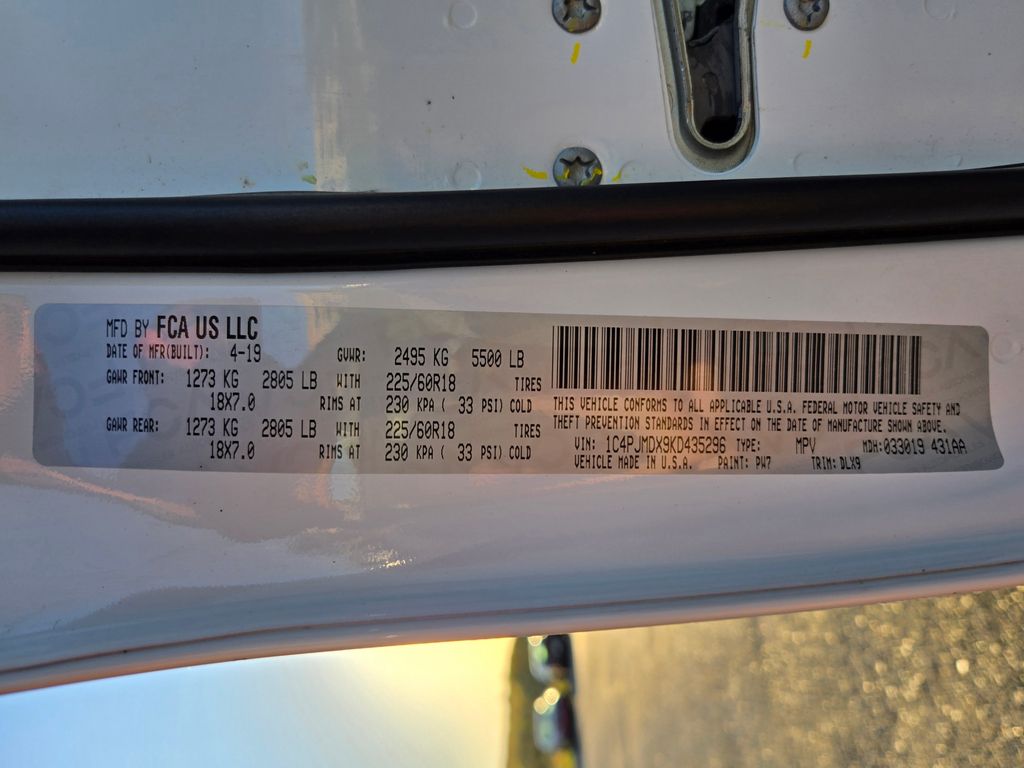 MFD BY FCA US LLC
DATE OF MFR(BUILT): 4-19 GVWR: 2495 KG 5500 LB
GAWR FRONT: 1273 KG 2805 LB WITH 225/60R18 TIRES
18X7.0 RIMS AT 230 KPA ( 33 PSI) COLD
GAWR REAR: 1273 KG 2805 LB WITH 225/60R18 TIRES
18X7.0 RIMS AT 230 KPA ( 33 PSI) COLD
THIS VEHICLE CONFORMS TO ALL APPLICABLE U.S.A. FEDERAL MOTOR VEHICLE SAFETY AND
THEFT PREVENTION STANDARDS IN EFFECT ON THE DATE OF MANUFACTURE SHOWN ABOVE.
VIN: 1C4PJMDX9KD435296 TYPE: MPV MDH: 033019 431AA
VEHICLE MADE IN U.S.A. PAINT: PW7 TRIM: DLX9